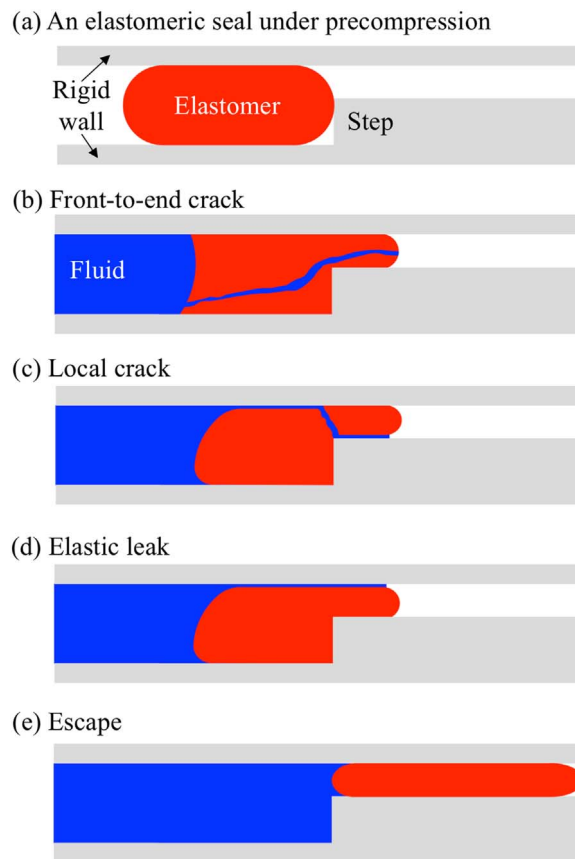 (a) An elastomeric seal under precompression
Rigid
wall
Elastomer
Step
(b) Front-to-end crack
Fluid
(c) Local crack
(d) Elastic leak
(e) Escape